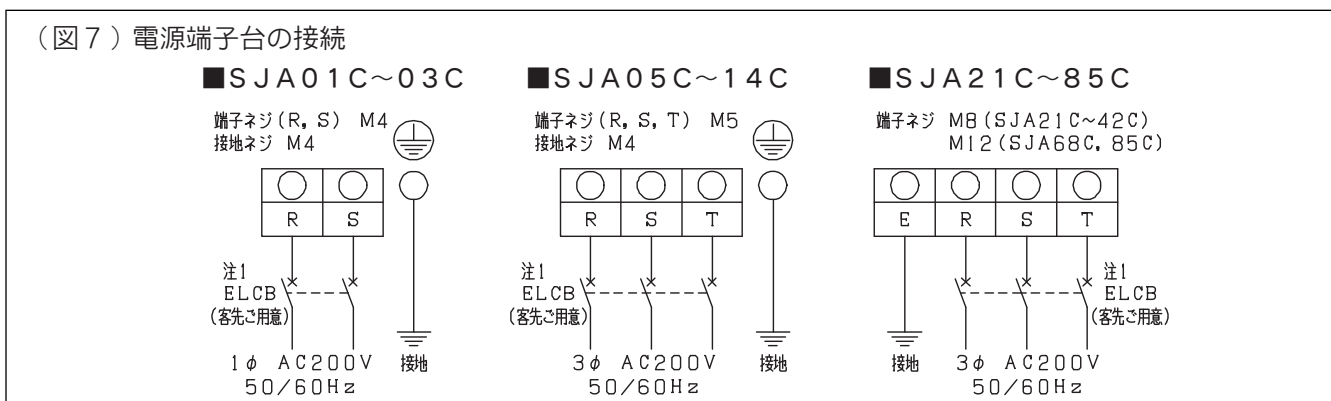 （図７）電源端子台の接続
■ＳＪＡ０１Ｃ～０３Ｃ
端子ネジ(R, S) M4
接地ネジ M4
R S
注1
ELCB
(客先ご用意)
1φ AC200V
50/60Hz
接地
■ＳＪＡ０５Ｃ～１４Ｃ
端子ネジ(R, S, T) M5
接地ネジ M4
R S T
注1
ELCB
(客先ご用意)
3φ AC200V
50/60Hz
接地
■ＳＪＡ２１Ｃ～８５Ｃ
端子ネジ M8(SJA21C~42C)
M12(SJA68C, 85C)
E R S T
注1
ELCB
(客先ご用意)
接地
3φ AC200V
50/60Hz